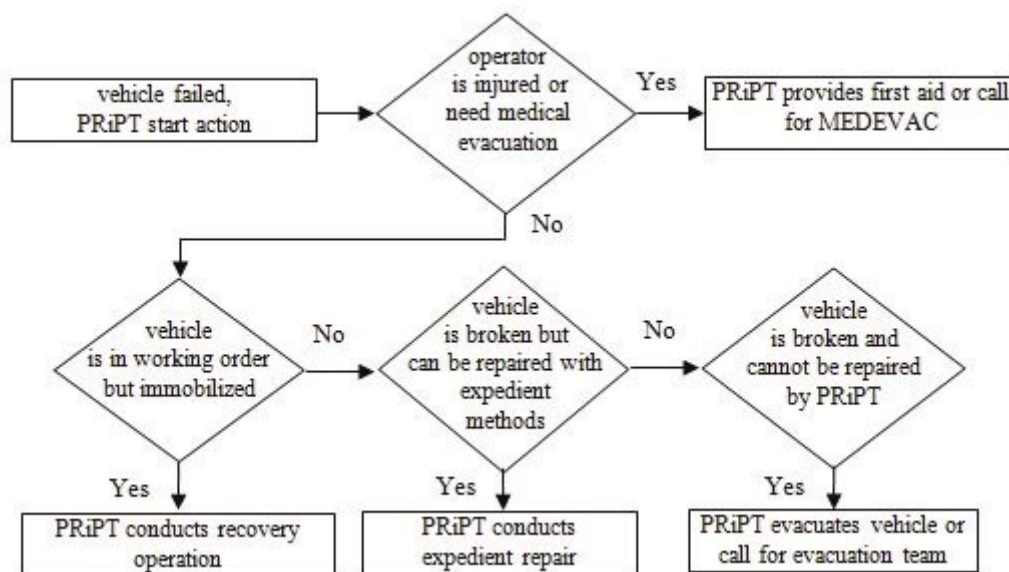 vehicle failed,
PRiPT start action
operator
is injured or
need medical
evacuation
Yes
PRiPT provides first aid or call
for MEDEVAC
No
vehicle
is in working order
but immobilized
No
vehicle
is broken but
can be repaired with
expedient
methods
No
vehicle
is broken and
cannot be repaired
by PRiPT
Yes
PRiPT conducts recovery
operation
Yes
PRiPT conducts
expedient repair
Yes
PRiPT evacuates vehicle or
call for evacuation team